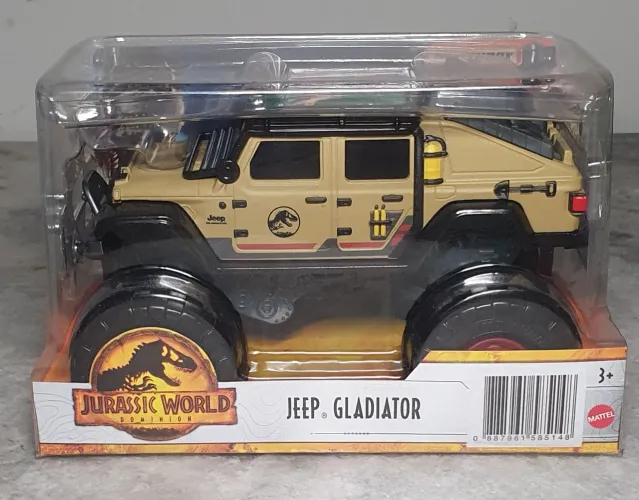 Jeep
JURASSIC WORLD
DOMINION
JEEP® GLADIATOR
3+
MATTEL
0 887961 585148